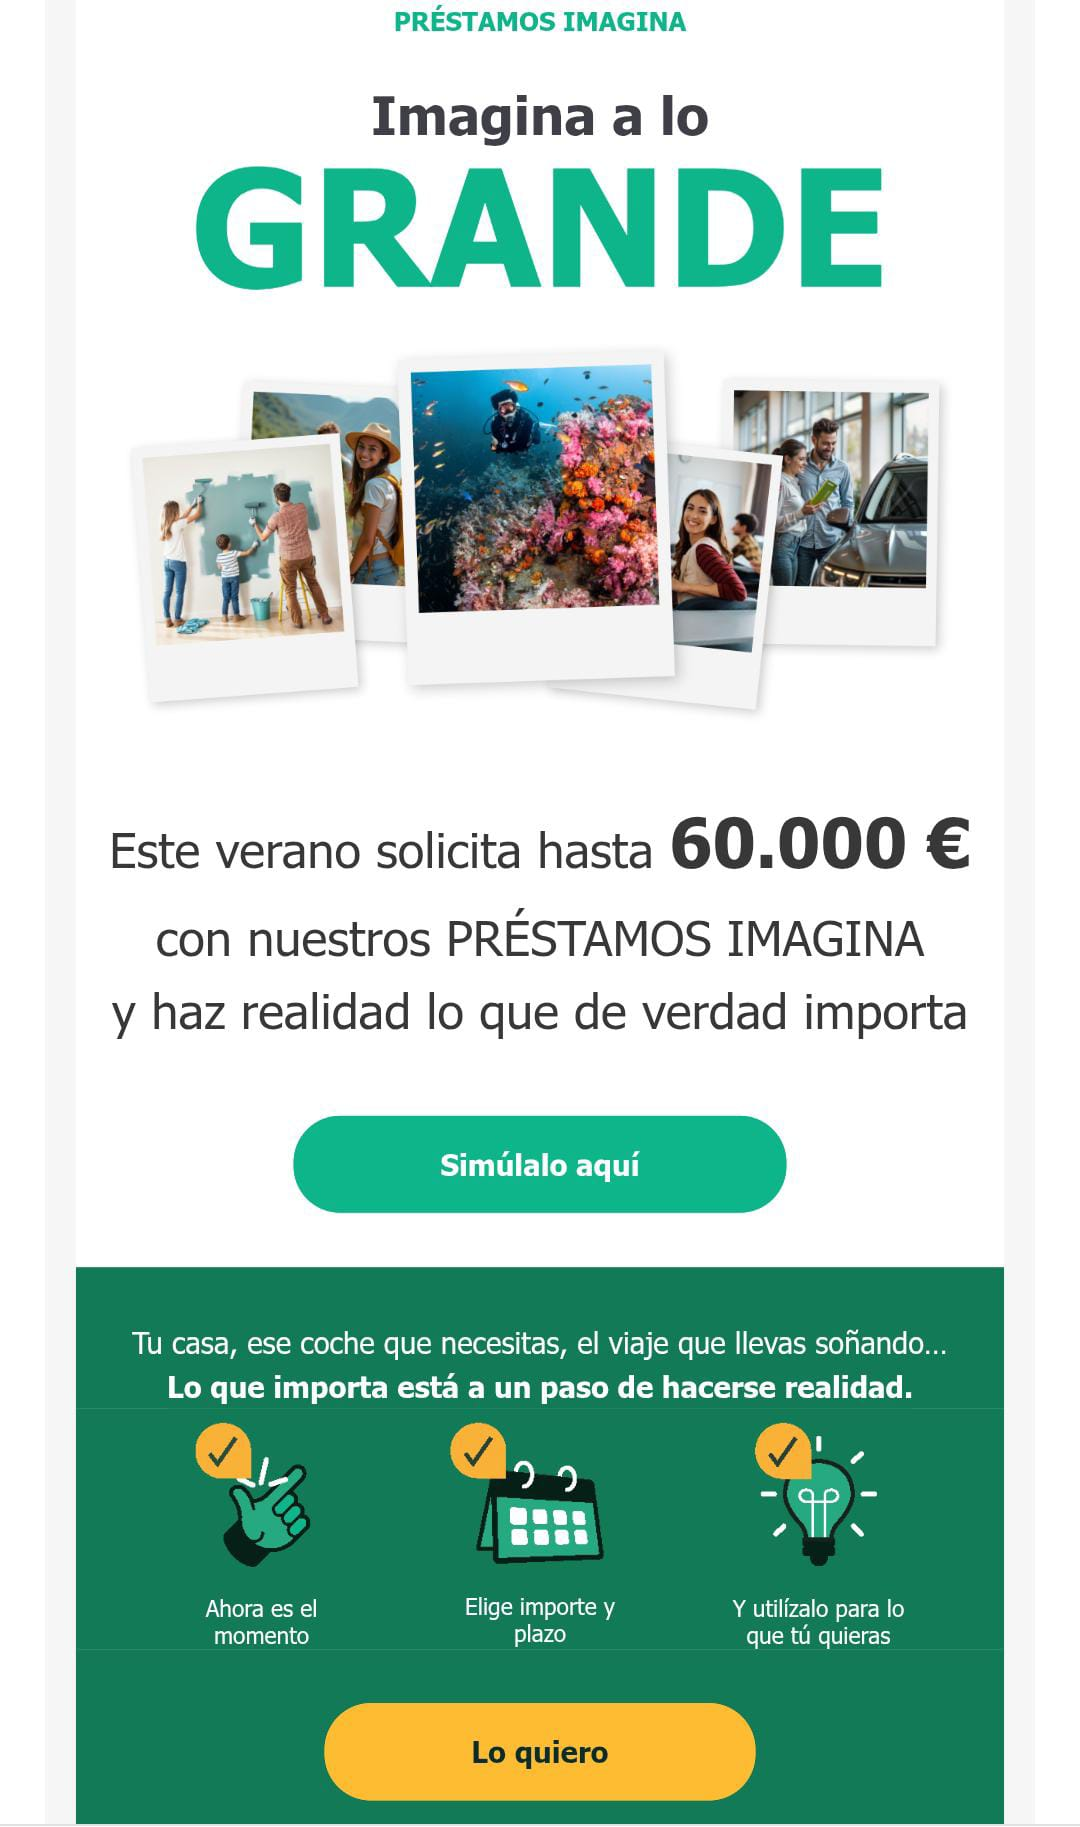 PRÉSTAMOS IMAGINA
Imagina a lo
GRANDE
Este verano solicita hasta 60.000 €
con nuestros PRÉSTAMOS IMAGINA
y haz realidad lo que de verdad importa
Simúlalo aquí
Tu casa, ese coche que necesitas, el viaje que llevas soñando...
Lo que importa está a un paso de hacerse realidad.
Ahora es el
momento
Elige importe y
plazo
Y utilízalo para lo
que tú quieras
Lo quiero